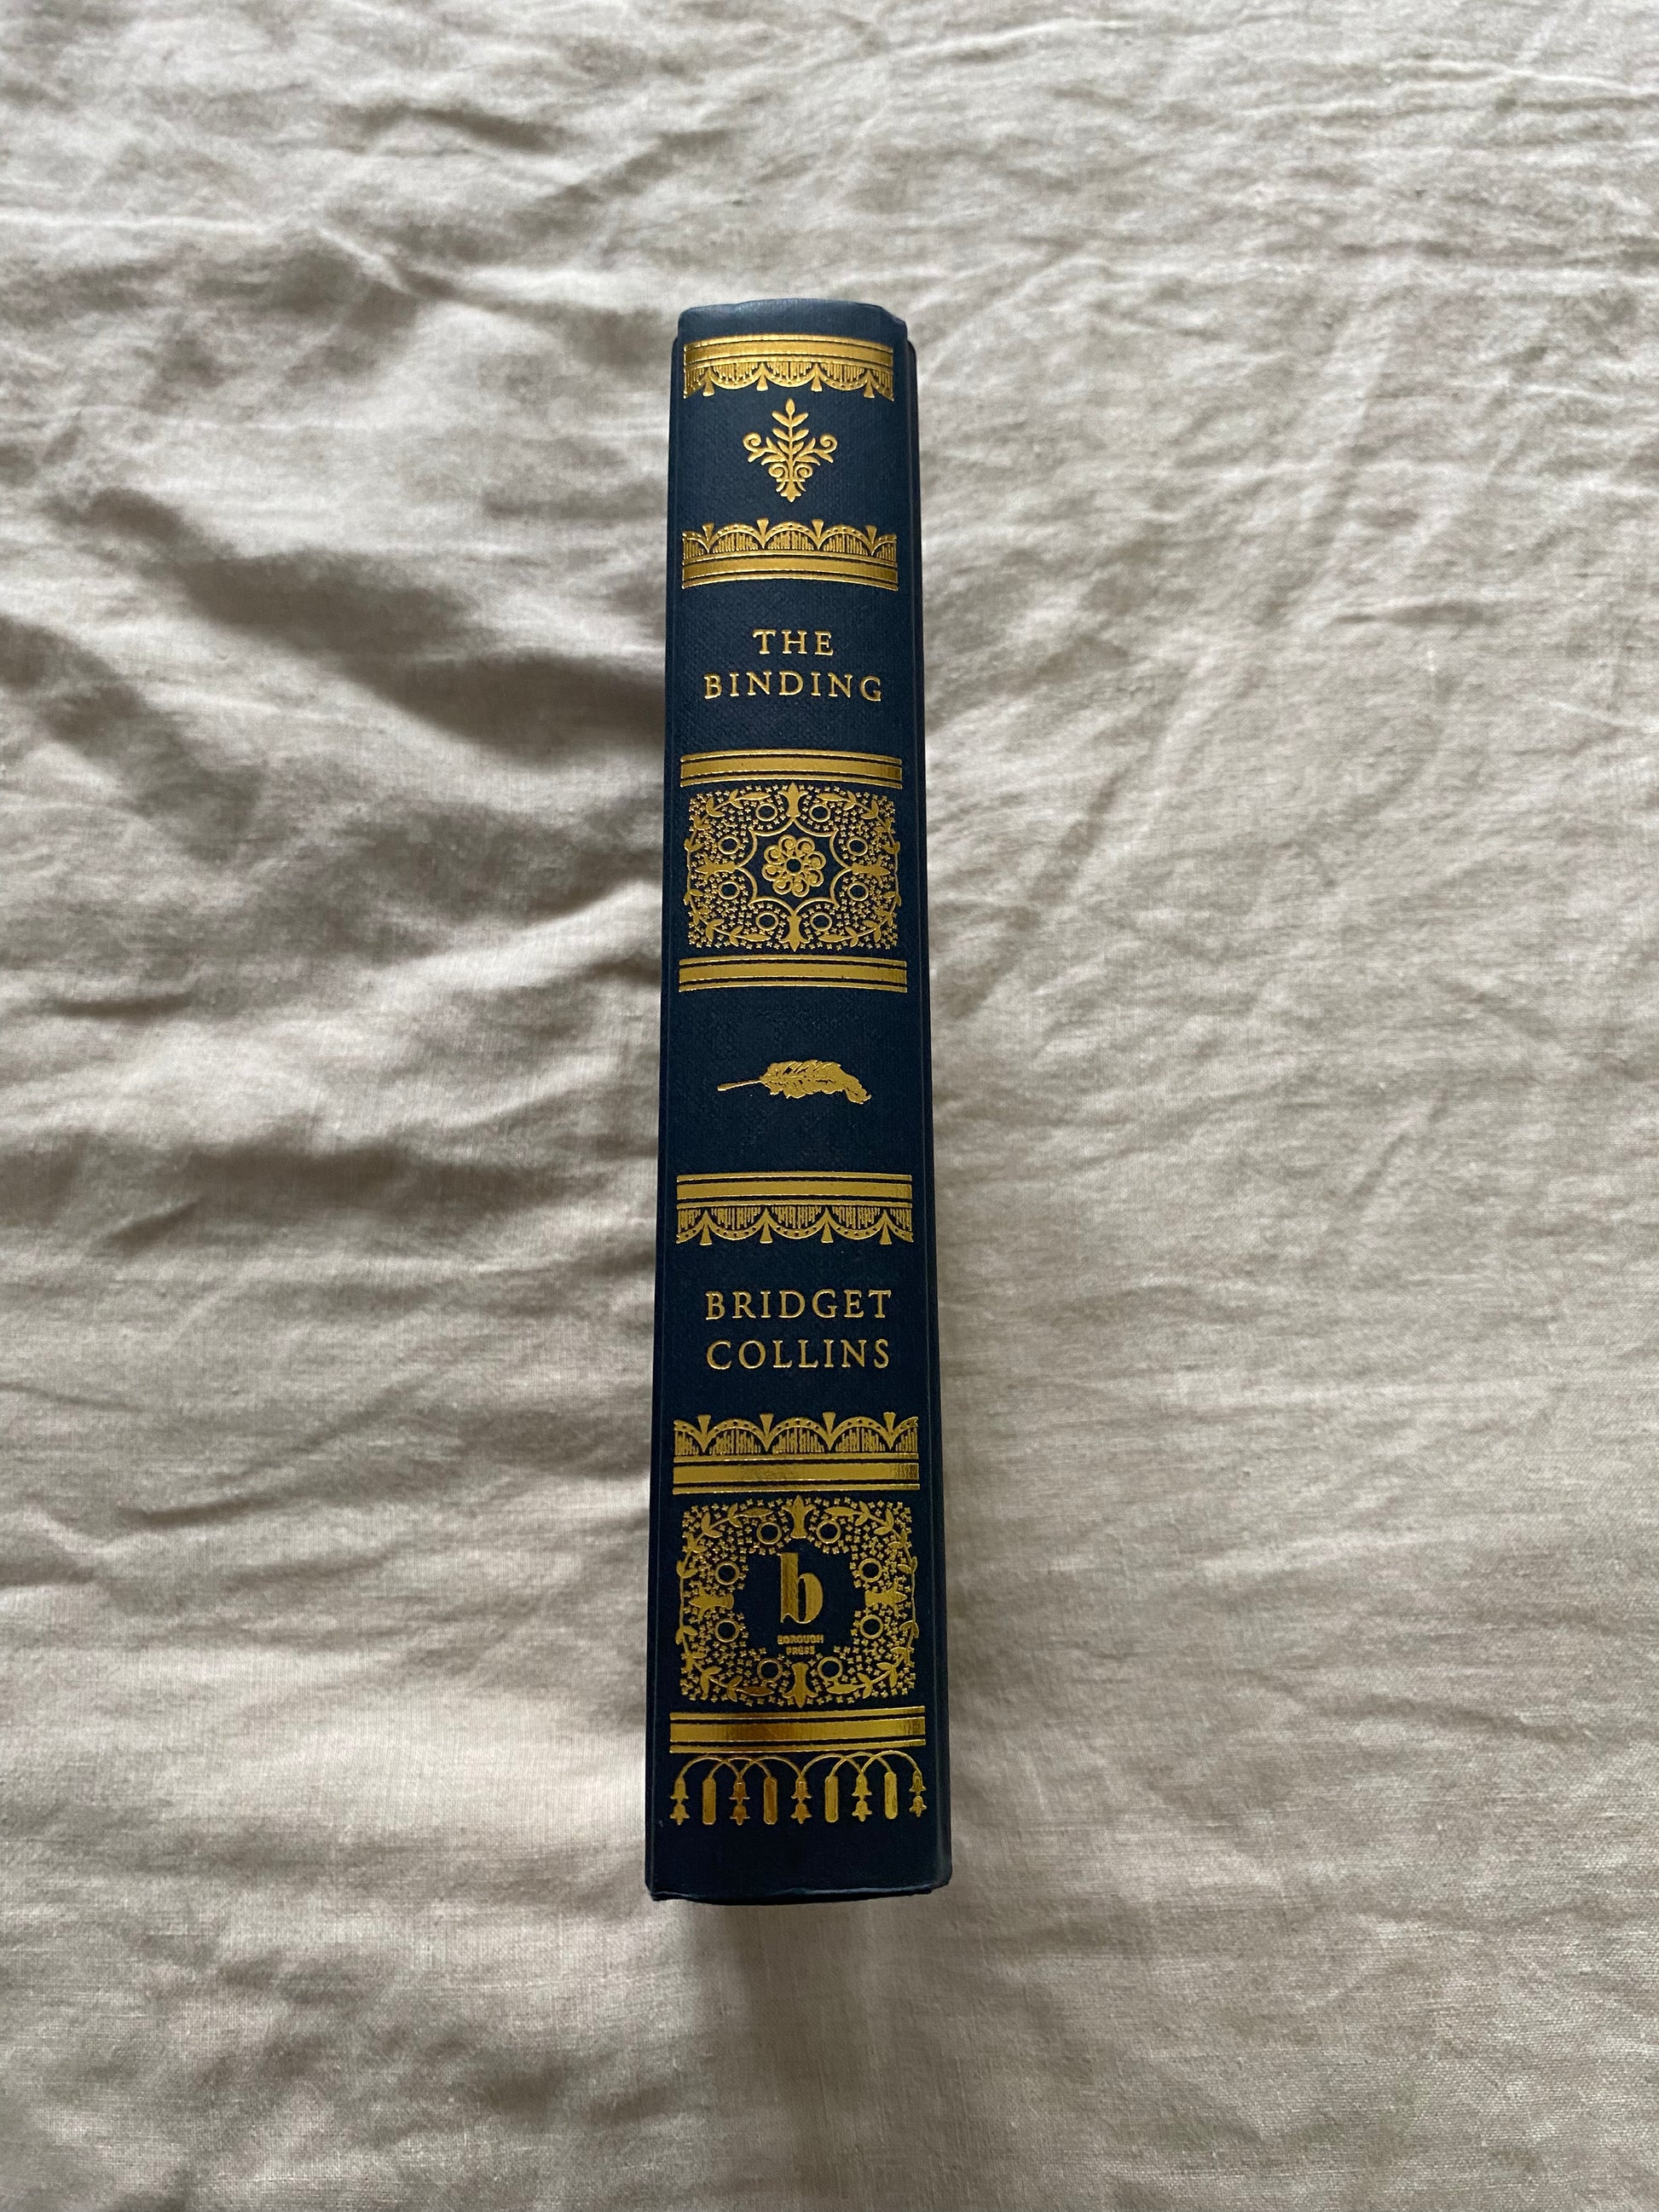 THE
BINDING
BRIDGET
COLLINS
b
BOROUGH
PRESS